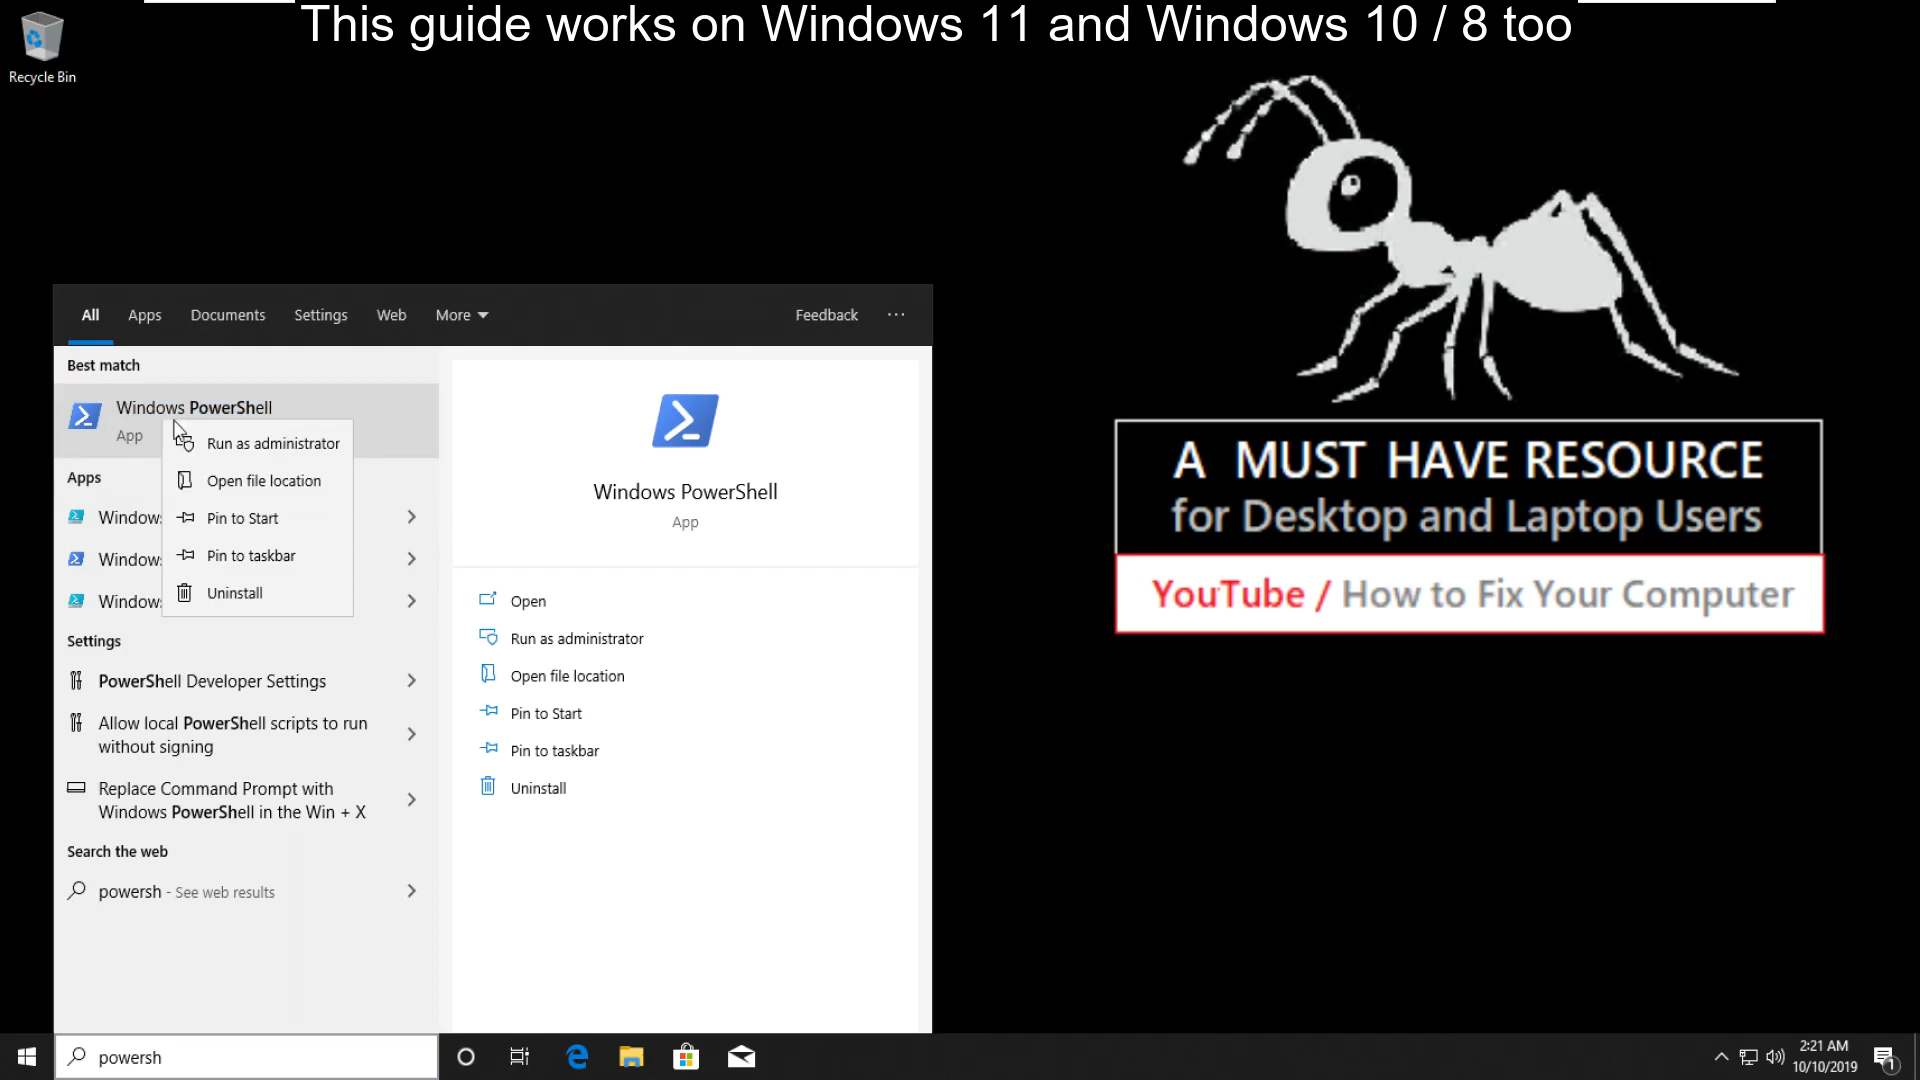 This guide works on Windows 11 and Windows 10 / 8 too
Recycle Bin
All Apps Documents Settings Web More Feedback ...
Best match
Windows PowerShell
App
Run as administrator
Open file location
Pin to Start
Pin to taskbar
Uninstall
Apps
Window
Window
Window
Settings
PowerShell Developer Settings
Allow local PowerShell scripts to run
without signing
Replace Command Prompt with
Windows PowerShell in the Win + X
Search the web
powersh - See web results
Windows PowerShell
App
Open
Run as administrator
Open file location
Pin to Start
Pin to taskbar
Uninstall
A MUST HAVE RESOURCE
for Desktop and Laptop Users
YouTube / How to Fix Your Computer
powersh
2:21 AM
10/10/2019
1